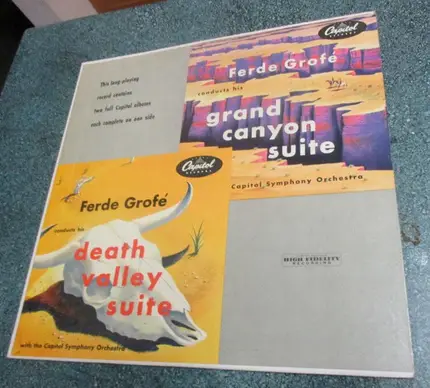 This long-playing
record contains
two full Capitol albums
each complete on one side
Capitol
RECORDS
Ferde Grofé
conducts his
grand
canyon
suite
Capitol Symphony Orchestra
Capitol
RECORDS
Ferde Grofé
conducts his
death
valley
suite
with the Capitol Symphony Orchestra
HIGH FIDELITY
RECORDING